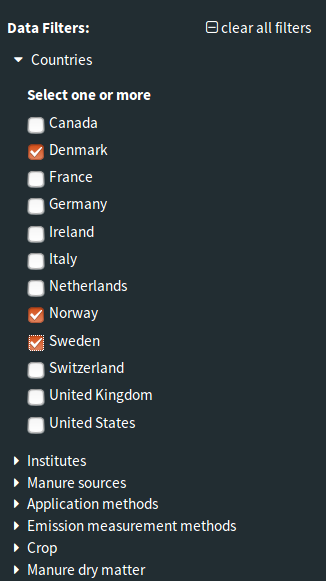 Data Filters: clear all filters
Countries
Select one or more
Canada
Denmark
France
Germany
Ireland
Italy
Netherlands
Norway
Sweden
Switzerland
United Kingdom
United States
Institutes
Manure sources
Application methods
Emission measurement methods
Crop
Manure dry matter